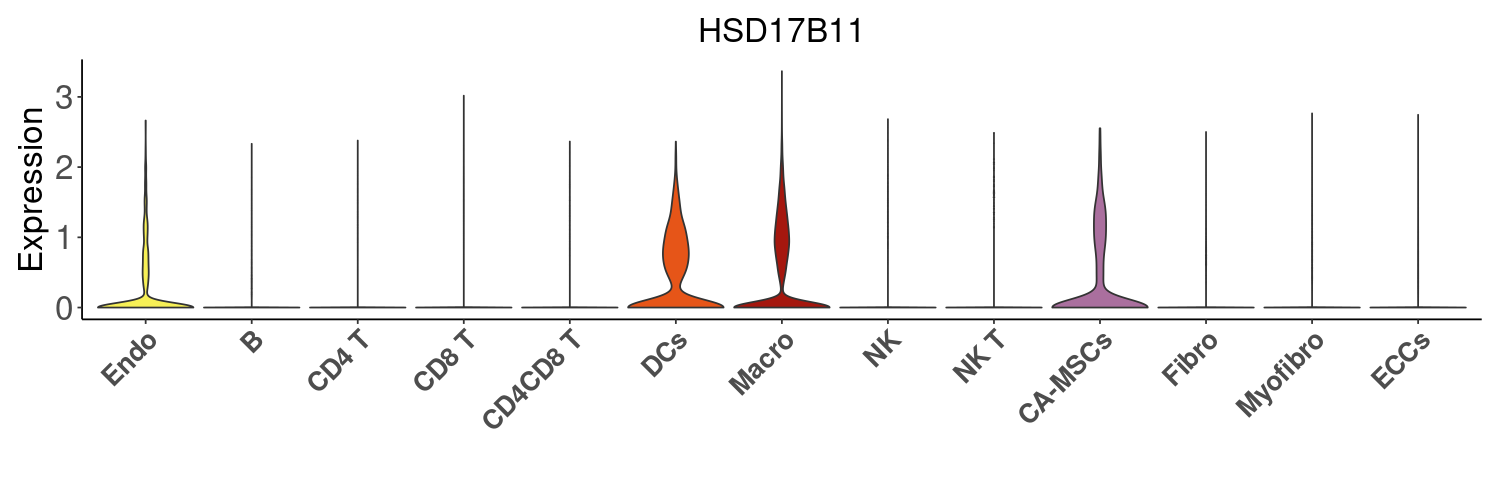 HSD17B11
Expression
3
2
1
0
Endo
B
CD4 T
CD8 T
CD4CD8 T
DCs
Macro
NK
NK T
CA-MSCs
Fibro
Myofibro
ECCs